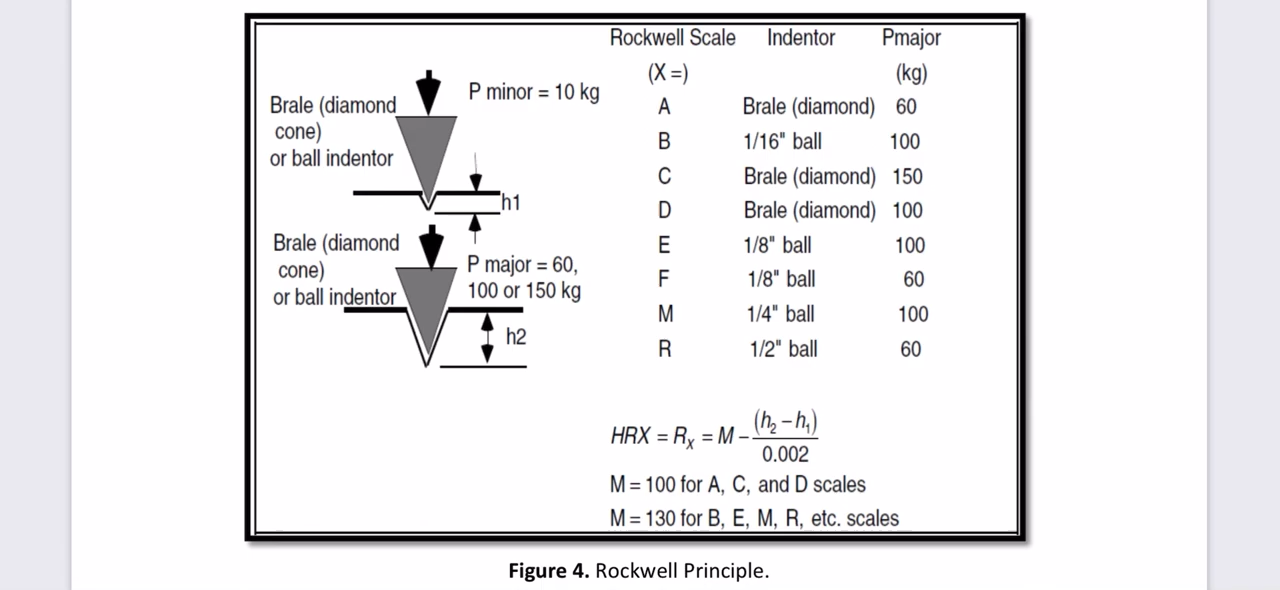 Rockwell Scale Indentor Pmajor
(X =) (kg)
Brale (diamond
cone)
or ball indentor
P minor = 10 kg
h1
Brale (diamond
cone)
or ball indentor
P major = 60,
100 or 150 kg
h2
A Brale (diamond) 60
B 1/16" ball 100
C Brale (diamond) 150
D Brale (diamond) 100
E 1/8" ball 100
F 1/8" ball 60
M 1/4" ball 100
R 1/2" ball 60
HRX = Rₓ = M – (h₂ – h₁) / 0.002
M = 100 for A, C, and D scales
M = 130 for B, E, M, R, etc. scales
Figure 4. Rockwell Principle.